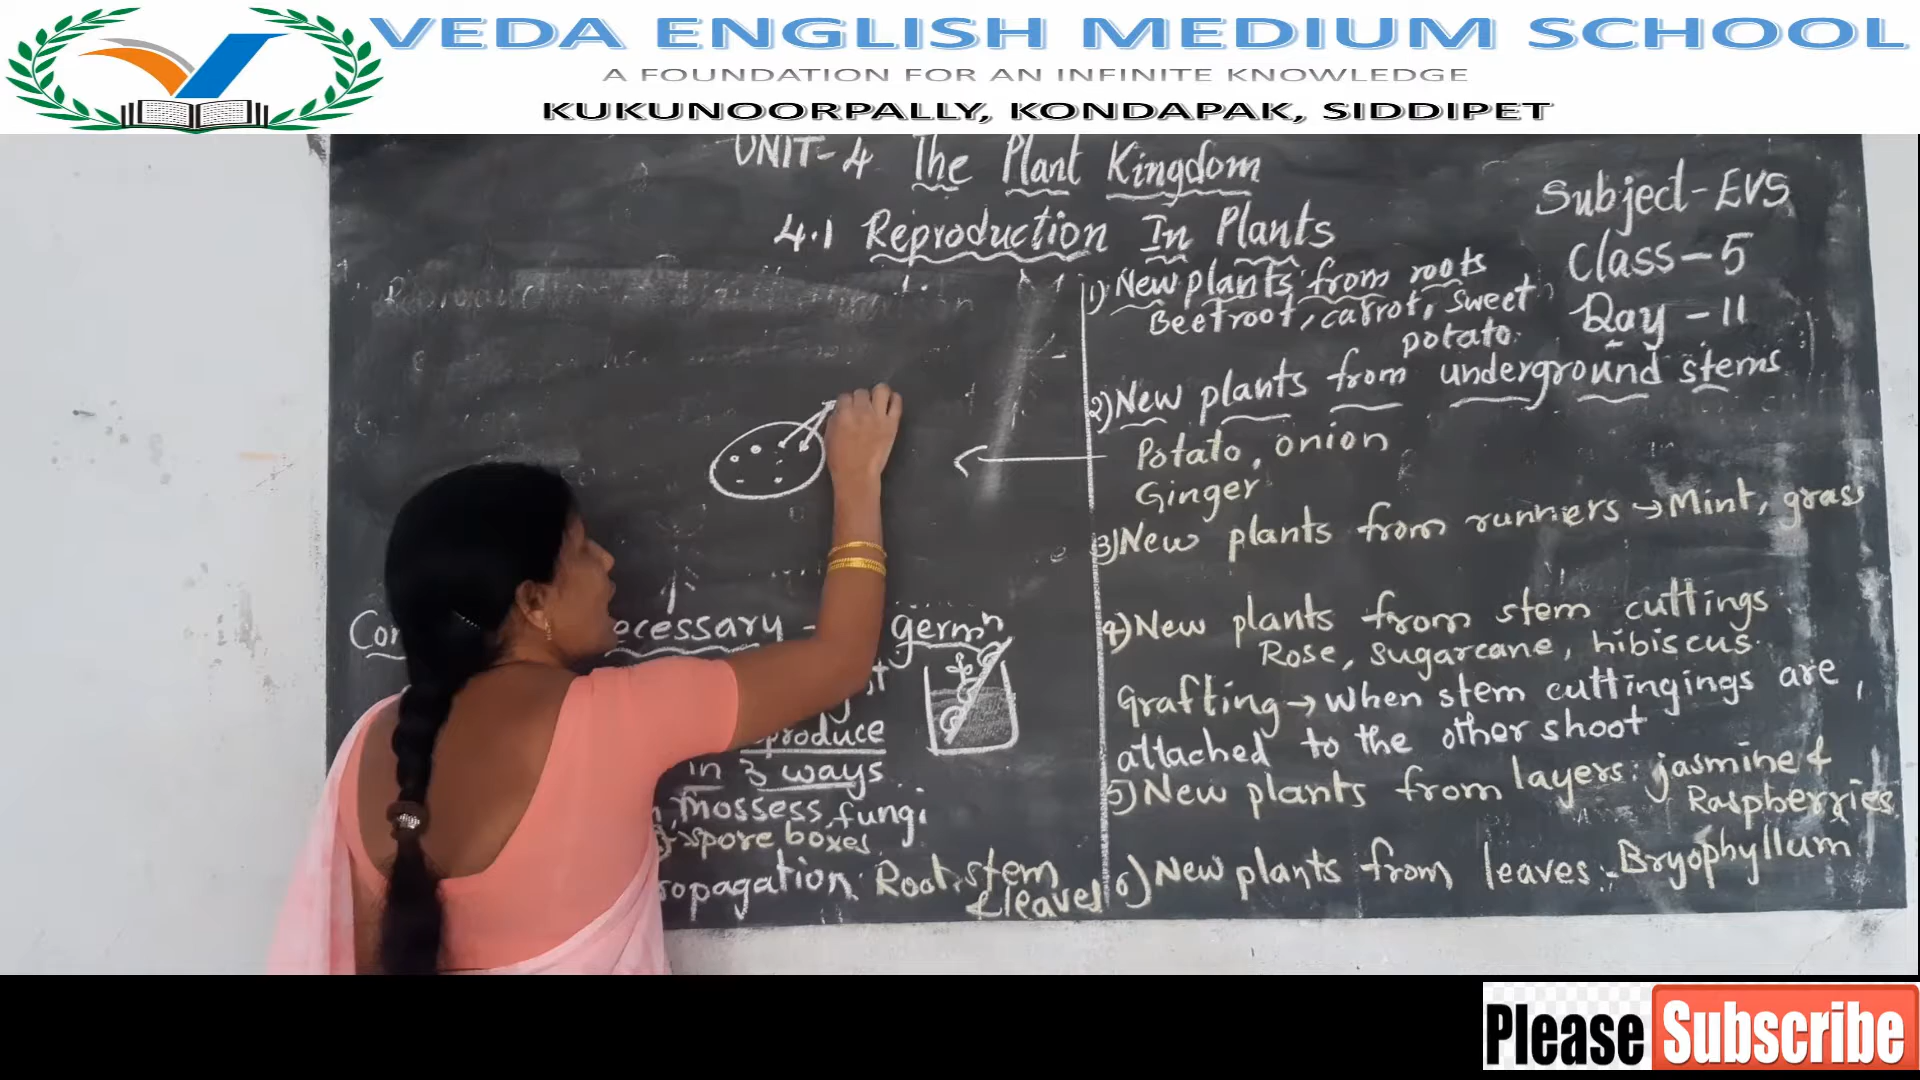 VEDA ENGLISH MEDIUM SCHOOL
A FOUNDATION FOR AN INFINITE KNOWLEDGE
KUKUNOORPALLY, KONDAPAK, SIDDIPET
UNIT-4 The Plant Kingdom
4.1 Reproduction In Plants
Subject-EVS
Class-5
Day-11
ecessary - germn
produce
in 3 ways
mossess, fungi
spore boxes
opagation: Root, stem
& leaves
1) New plants from roots
Beetroot, carrot, sweet
potato.
2) New plants from underground stems
Potato, onion
Ginger
3) New plants from runners → Mint, grass
4) New plants from stem cuttings
Rose, sugarcane, hibiscus.
Grafting → when stem cuttingings are
attached to the other shoot
5) New plants from layers: jasmine &
Raspberries
6) New plants from leaves:- Bryophyllum
Please Subscribe